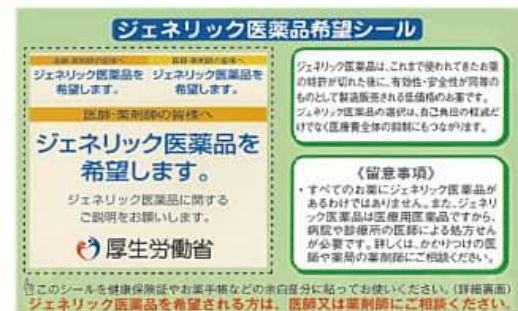 ジェネリック医薬品希望シール
医師・薬剤師の皆様へ
ジェネリック医薬品を
希望します。
医師・薬剤師の皆様へ
ジェネリック医薬品を
希望します。
医師・薬剤師の皆様へ
ジェネリック医薬品を
希望します。
ジェネリック医薬品に関する
ご説明をお願いします。
厚生労働省
ジェネリック医薬品は、これまで使われてきたお薬
の特許が切れた後に、有効性・安全性が同等の
ものとして製造販売される低価格のお薬です。
ジェネリック医薬品の選択は、自己負担の軽減だ
けでなく医療費全体の抑制にもつながります。
《留意事項》
・すべてのお薬にジェネリック医薬品が
あるわけではありません。また、ジェネリ
ック医薬品は医療用医薬品ですから、
病院や診療所の医師による処方せん
が必要です。詳しくは、かかりつけの医
師や薬局の薬剤師にご相談ください。
このシールを健康保険証やお薬手帳などの余白部分に貼ってお使いください。(詳細裏面)
ジェネリック医薬品を希望される方は、医師又は薬剤師にご相談ください。